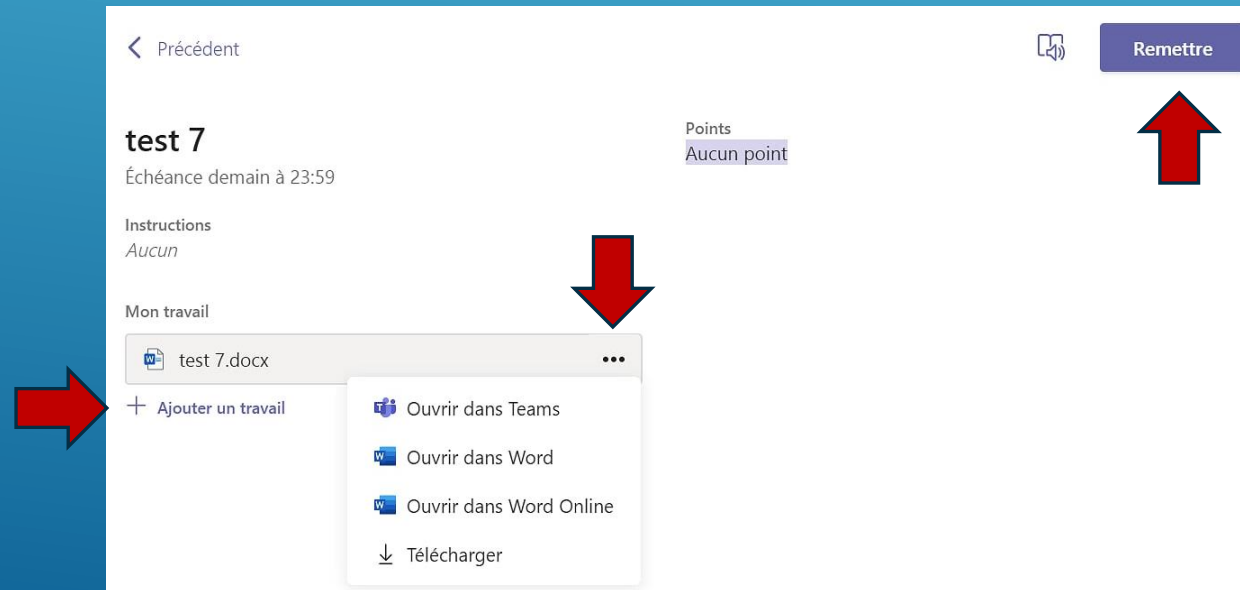 Précédent
Remettre
test 7
Échéance demain à 23:59
Points
Aucun point
Instructions
Aucun
Mon travail
test 7.docx
Ajouter un travail
Ouvrir dans Teams
Ouvrir dans Word
Ouvrir dans Word Online
Télécharger